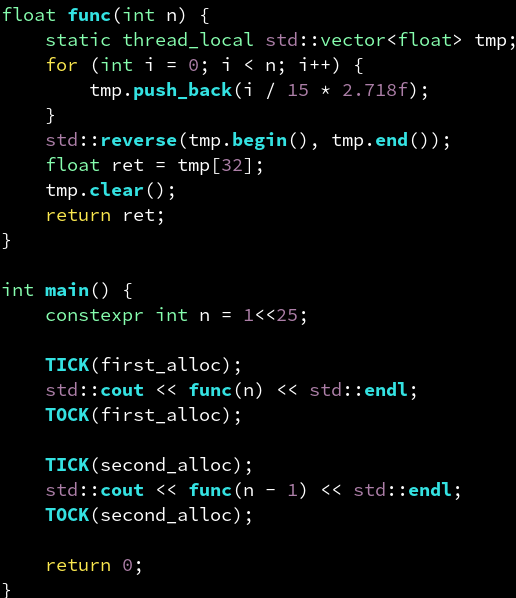 float func(int n) {
    static thread_local std::vector<float> tmp;
    for (int i = 0; i < n; i++) {
        tmp.push_back(i / 15 * 2.718f);
    }
    std::reverse(tmp.begin(), tmp.end());
    float ret = tmp[32];
    tmp.clear();
    return ret;
}

int main() {
    constexpr int n = 1<<25;

    TICK(first_alloc);
    std::cout << func(n) << std::endl;
    TOCK(first_alloc);

    TICK(second_alloc);
    std::cout << func(n - 1) << std::endl;
    TOCK(second_alloc);

    return 0;
}